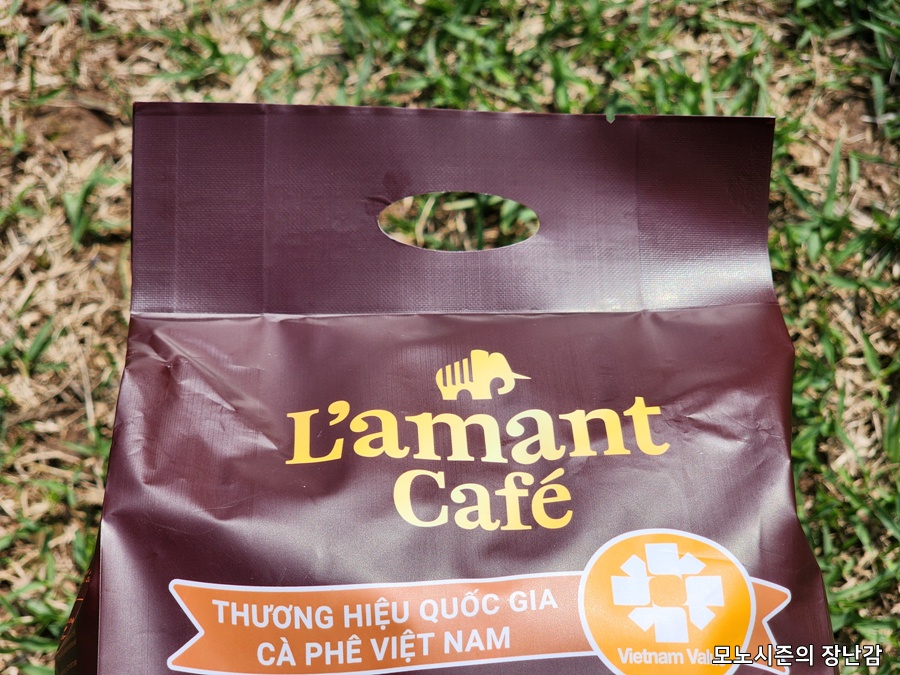 L'amant
Café
THƯƠNG HIỆU QUỐC GIA
CÀ PHÊ VIỆT NAM
Vietnam
모노시즌의 장난감